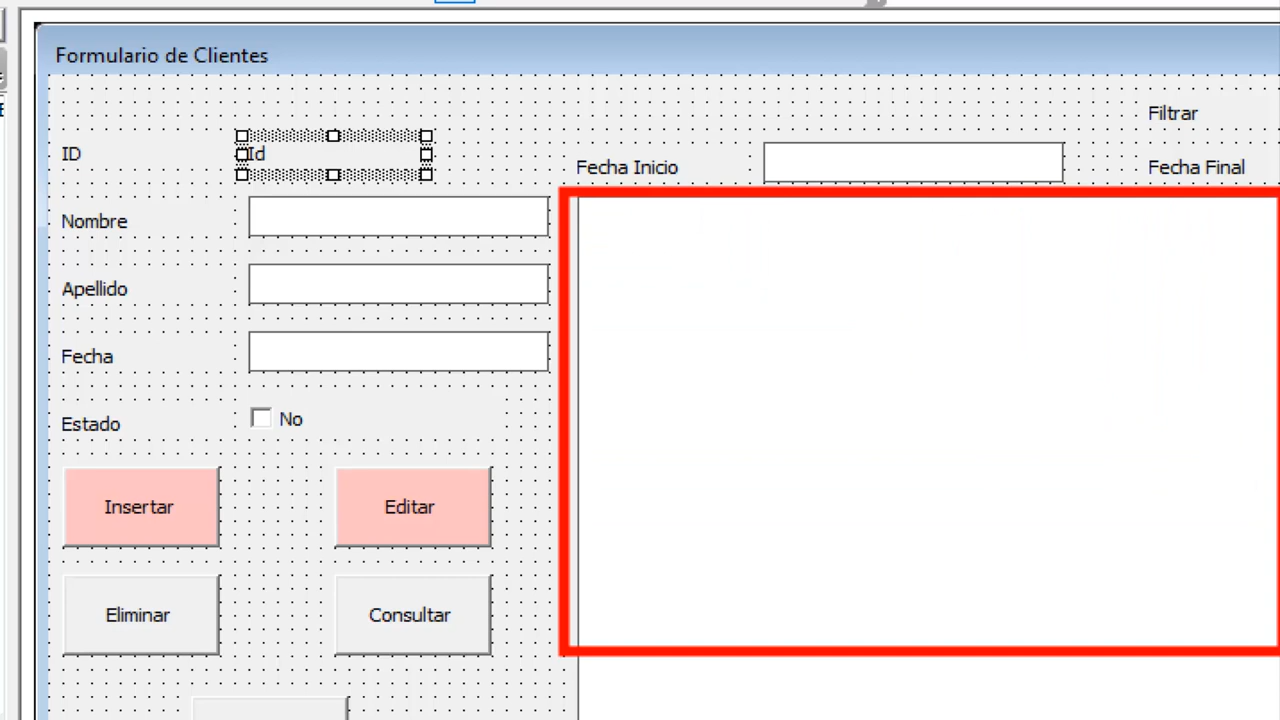 Formulario de Clientes
Filtrar
ID
Id
Fecha Inicio
Fecha Final
Nombre
Apellido
Fecha
Estado
No
Insertar
Editar
Eliminar
Consultar